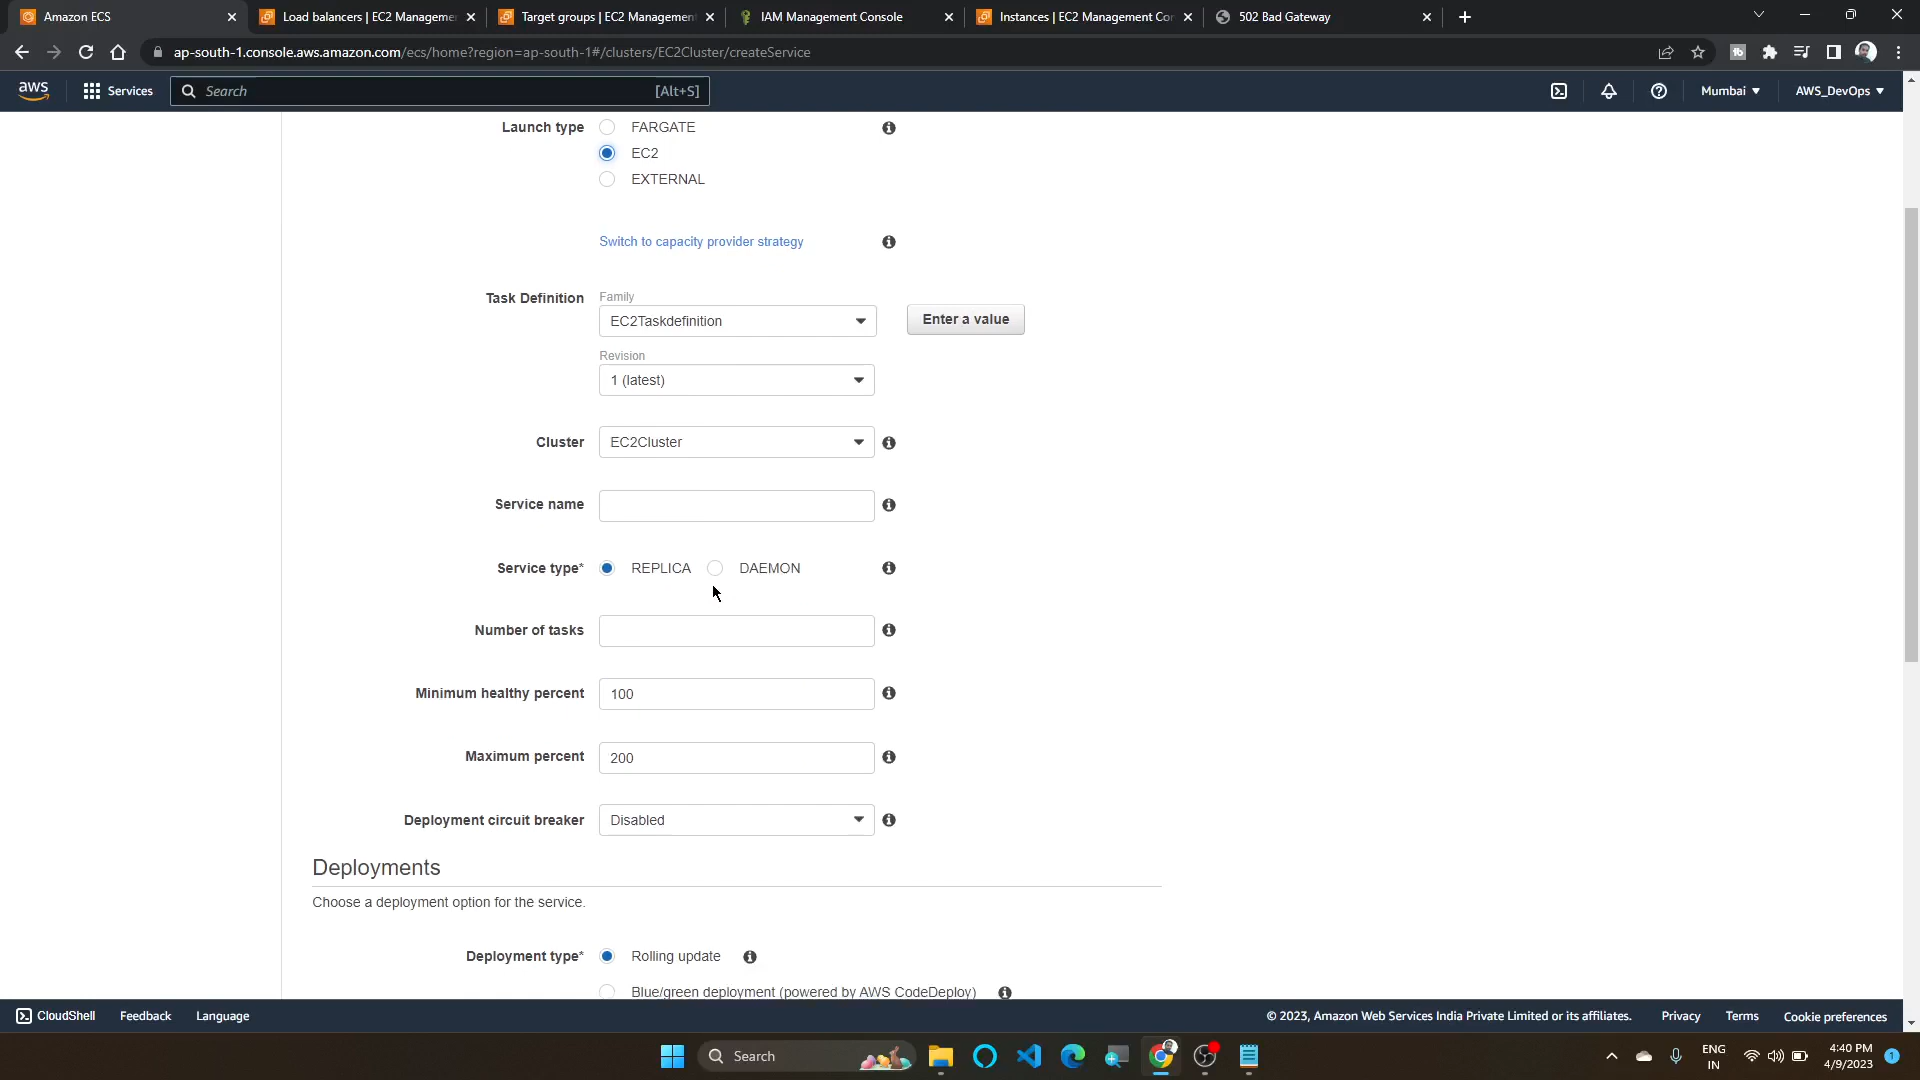 Amazon ECS
Load balancers | EC2 Managemen
Target groups | EC2 Management
IAM Management Console
Instances | EC2 Management Con
502 Bad Gateway
ap-south-1.console.aws.amazon.com/ecs/home?region=ap-south-1#/clusters/EC2Cluster/createService
aws
Services
Search
[Alt+S]
Mumbai
AWS_DevOps
Launch type
FARGATE
EC2
EXTERNAL
Switch to capacity provider strategy
Task Definition
Family
EC2Taskdefinition
Enter a value
Revision
1 (latest)
Cluster
EC2Cluster
Service name
Service type*
REPLICA
DAEMON
Number of tasks
Minimum healthy percent
100
Maximum percent
200
Deployment circuit breaker
Disabled
Deployments
Choose a deployment option for the service.
Deployment type*
Rolling update
Blue/green deployment (powered by AWS CodeDeploy)
CloudShell
Feedback
Language
© 2023, Amazon Web Services India Private Limited or its affiliates.
Privacy
Terms
Cookie preferences
Search
ENG
IN
4:40 PM
4/9/2023
1